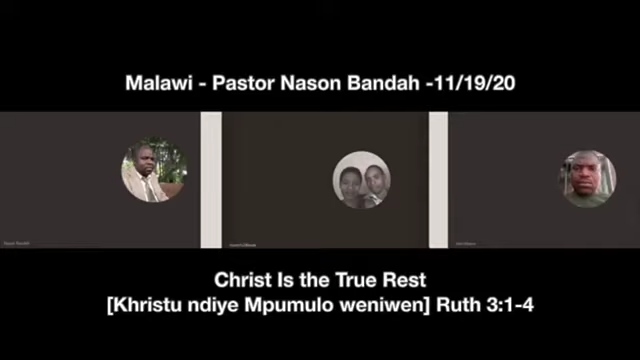 Malawi - Pastor Nason Bandah -11/19/20
Christ Is the True Rest
[Khristu ndiye Mpumulo weniwen] Ruth 3:1-4